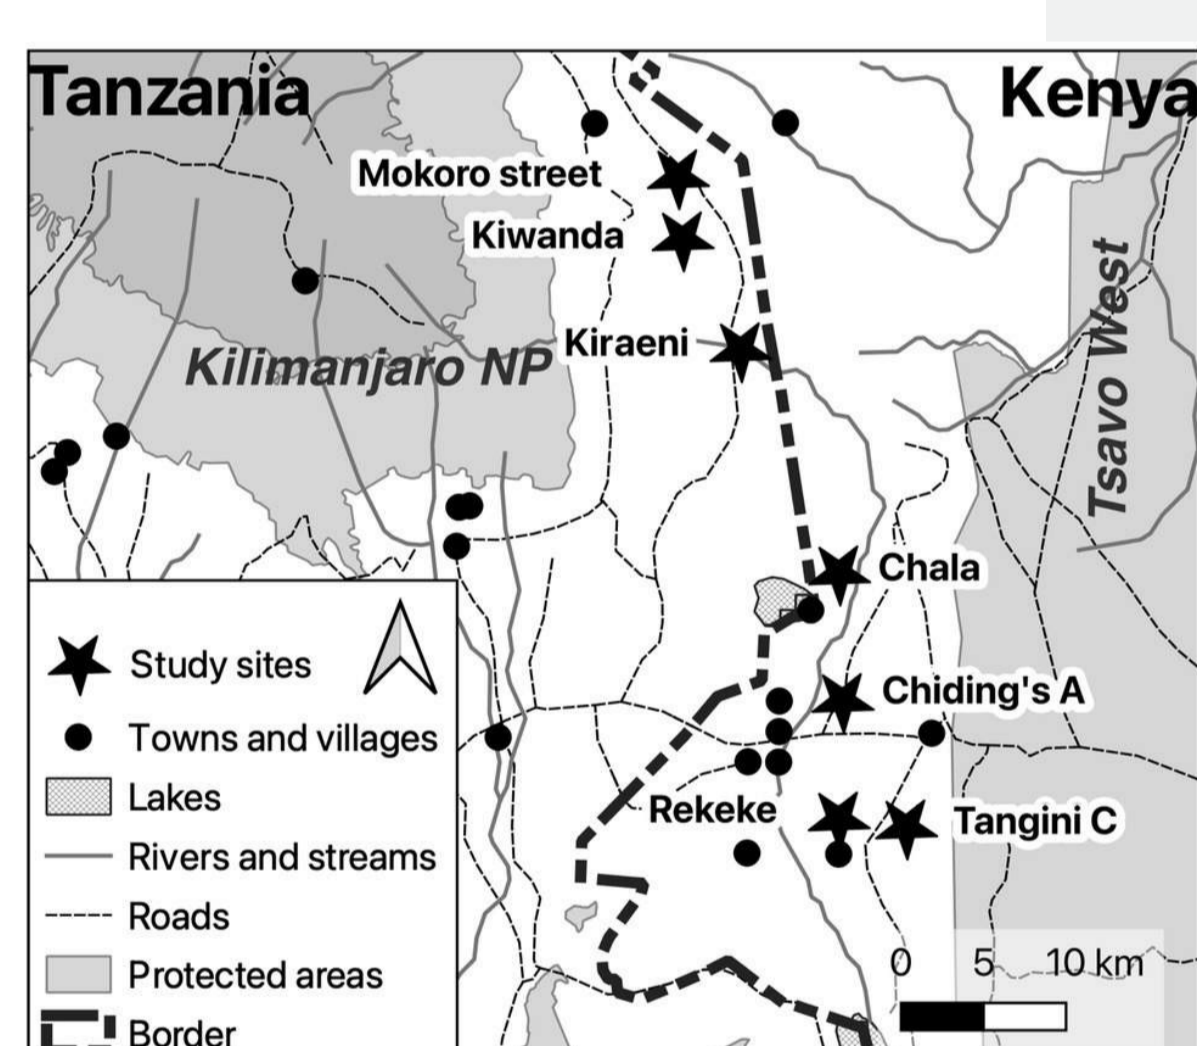 Tanzania
Kenya
Mokoro street
Kiwanda
Kiraeni
Kilimanjaro NP
Tsavo West
Chala
Chiding's A
Rekeke
Tangini C
Study sites
Towns and villages
Lakes
Rivers and streams
Roads
Protected areas
Border
0 5 10 km